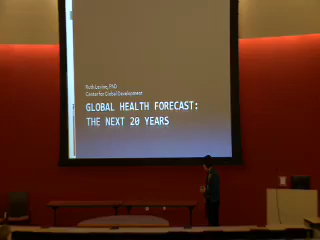 Ruth Levine, PhD
Center for Global Development
GLOBAL HEALTH FORECAST:
THE NEXT 20 YEARS